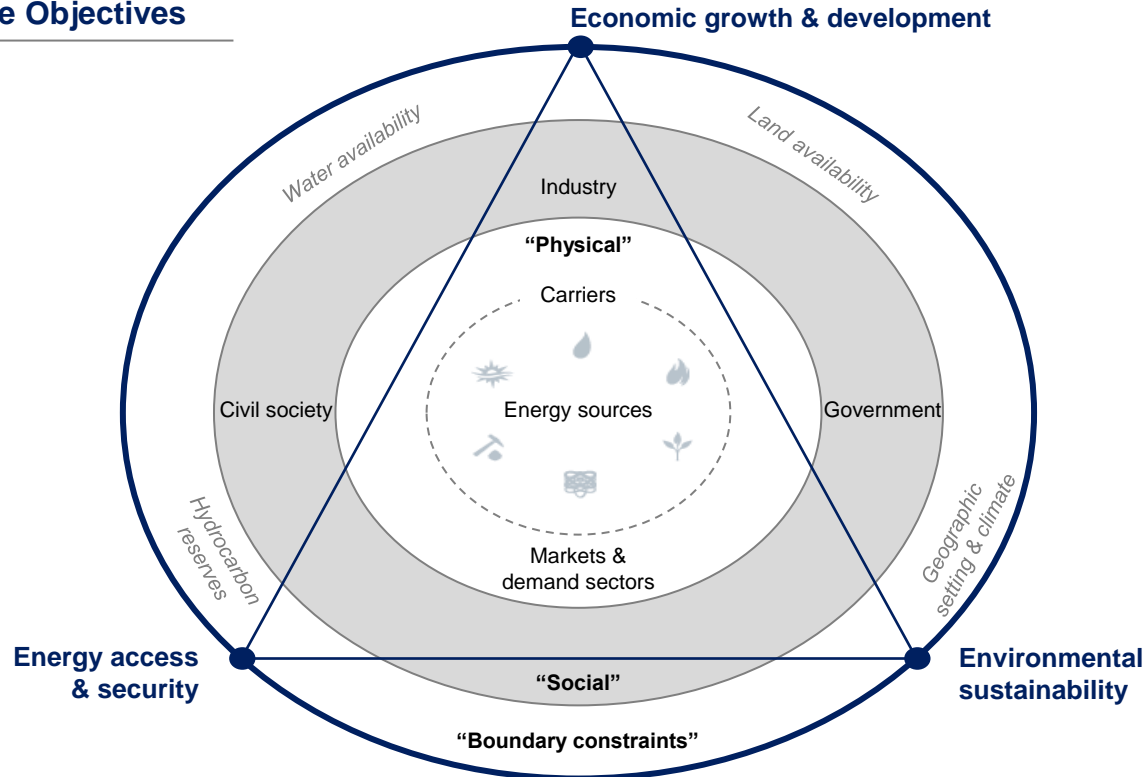 e Objectives
Economic growth & development
Water availability
Land availability
Industry
“Physical”
Carriers
Civil society
Energy sources
Government
Hydrocarbon
reserves
Geographic
setting & climate
Markets &
demand sectors
Energy access
& security
“Social”
Environmental
sustainability
“Boundary constraints”